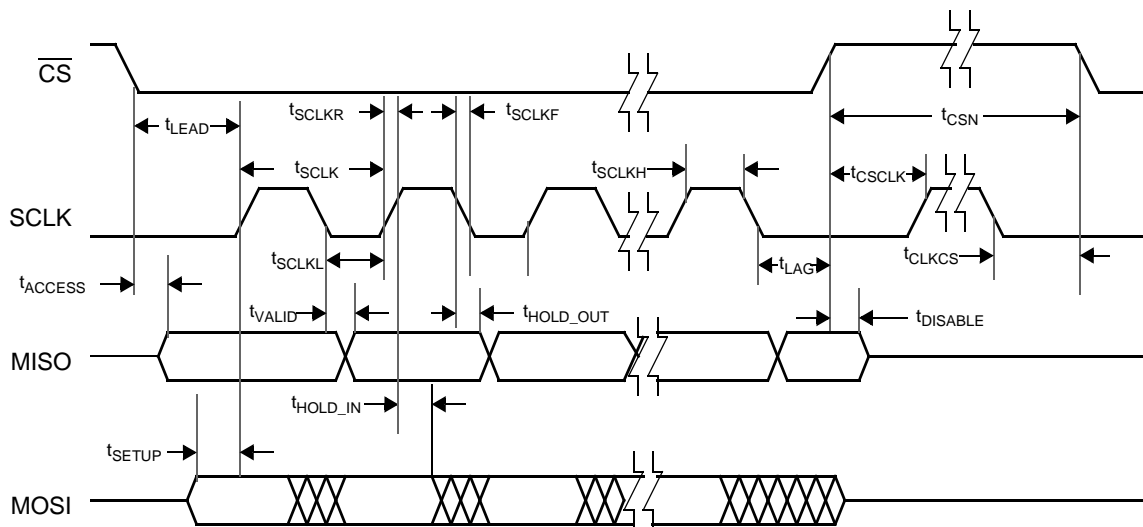 CS
tLEAD
tSCLKR
tSCLKF
tCSN
tSCLK
tSCLKH
tCSCLK
SCLK
tSCLKL
tLAG
tCLKCS
tACCESS
tVALID
tHOLD_OUT
tDISABLE
MISO
tHOLD_IN
tSETUP
MOSI